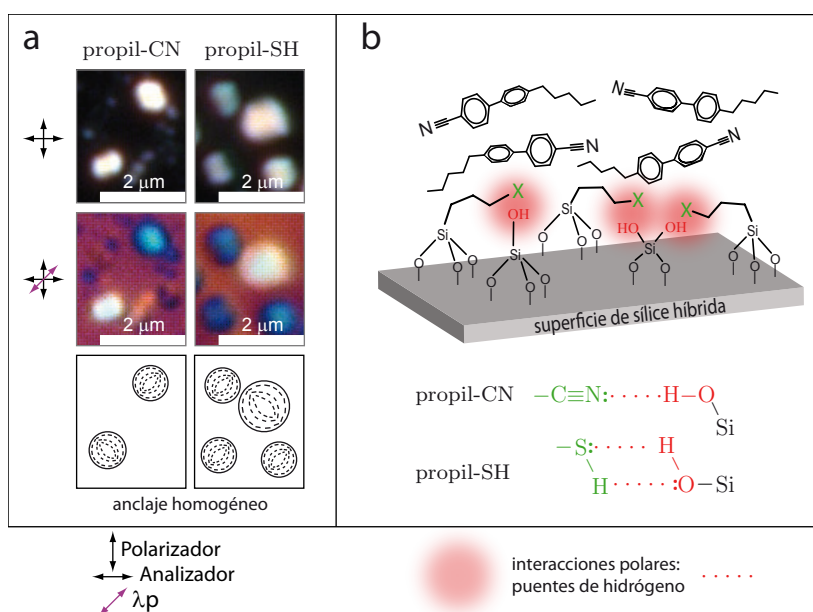 a
propil-CN propil-SH
2 μm 2 μm
2 μm 2 μm
anclaje homogéneo
Polarizador
Analizador
λp
b
N N
N N
X X X
OH HO OH
Si Si Si Si Si
O O O O O O O O O O O O O O
superficie de sílice híbrida
propil-CN –C≡N: ····· H–O
Si
propil-SH –S: ····· H
H ····· :O–Si
interacciones polares:
puentes de hidrógeno ·····